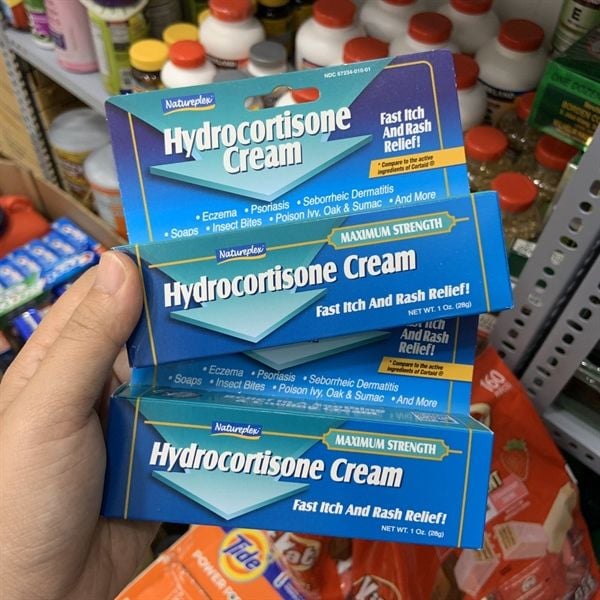 NDC 67234-010-01
Natureplex
Hydrocortisone
Cream
Fast Itch
And Rash
Relief!
*Compare to the active
ingredients of Cortaid ®
• Eczema • Psoriasis • Seborrheic Dermatitis
• Soaps • Insect Bites • Poison Ivy, Oak & Sumac • And More
MAXIMUM STRENGTH
Natureplex
Hydrocortisone Cream
Fast Itch And Rash Relief!
NET WT. 1 Oz. (28g)
And Rash
Relief!
*Compare to the active
ingredients of Cortaid ®
• Eczema • Psoriasis • Seborrheic Dermatitis
• Soaps • Insect Bites • Poison Ivy, Oak & Sumac • And More
Natureplex
MAXIMUM STRENGTH
Hydrocortisone Cream
Fast Itch And Rash Relief!
NET WT. 1 Oz. (28g)
160
Tide
POWER